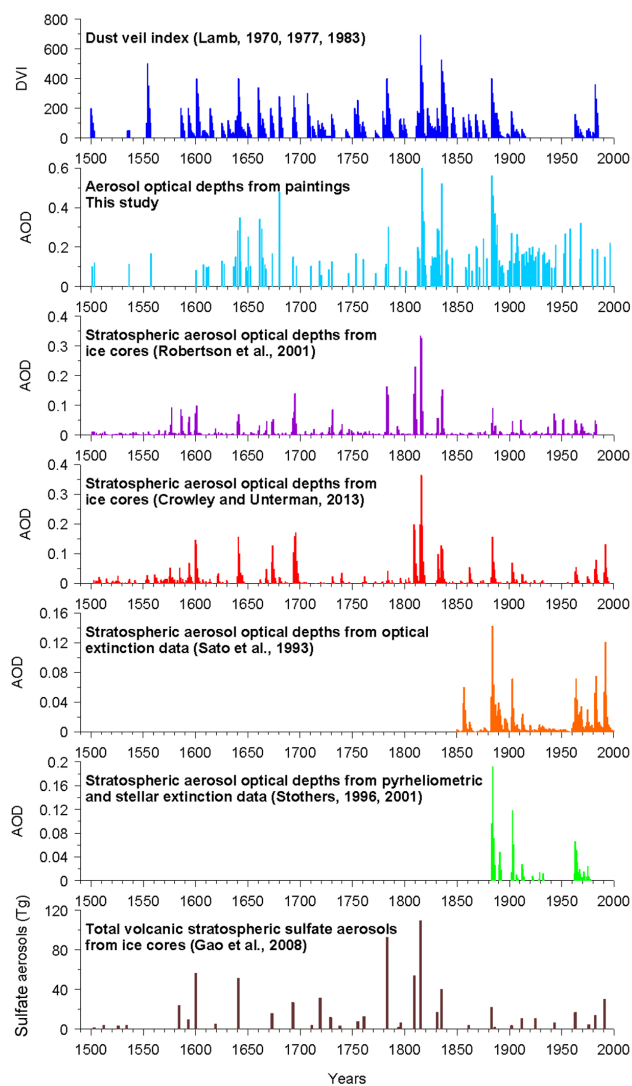 Dust veil index (Lamb, 1970, 1977, 1983)
DVI
800
600
400
200
0
1500 1550 1600 1650 1700 1750 1800 1850 1900 1950 2000
Aerosol optical depths from paintings
This study
AOD
0.6
0.4
0.2
0
1500 1550 1600 1650 1700 1750 1800 1850 1900 1950 2000
Stratospheric aerosol optical depths from
ice cores (Robertson et al., 2001)
AOD
0.4
0.3
0.2
0.1
0
1500 1550 1600 1650 1700 1750 1800 1850 1900 1950 2000
Stratospheric aerosol optical depths from
ice cores (Crowley and Unterman, 2013)
AOD
0.4
0.3
0.2
0.1
0
1500 1550 1600 1650 1700 1750 1800 1850 1900 1950 2000
Stratospheric aerosol optical depths from optical
extinction data (Sato et al., 1993)
AOD
0.16
0.12
0.08
0.04
0
1500 1550 1600 1650 1700 1750 1800 1850 1900 1950 2000
Stratospheric aerosol optical depths from pyrheliometric
and stellar extinction data (Stothers, 1996, 2001)
AOD
0.2
0.16
0.12
0.08
0.04
0
1500 1550 1600 1650 1700 1750 1800 1850 1900 1950 2000
Total volcanic stratospheric sulfate aerosols
from ice cores (Gao et al., 2008)
Sulfate aerosols (Tg)
120
80
40
0
1500 1550 1600 1650 1700 1750 1800 1850 1900 1950 2000
Years